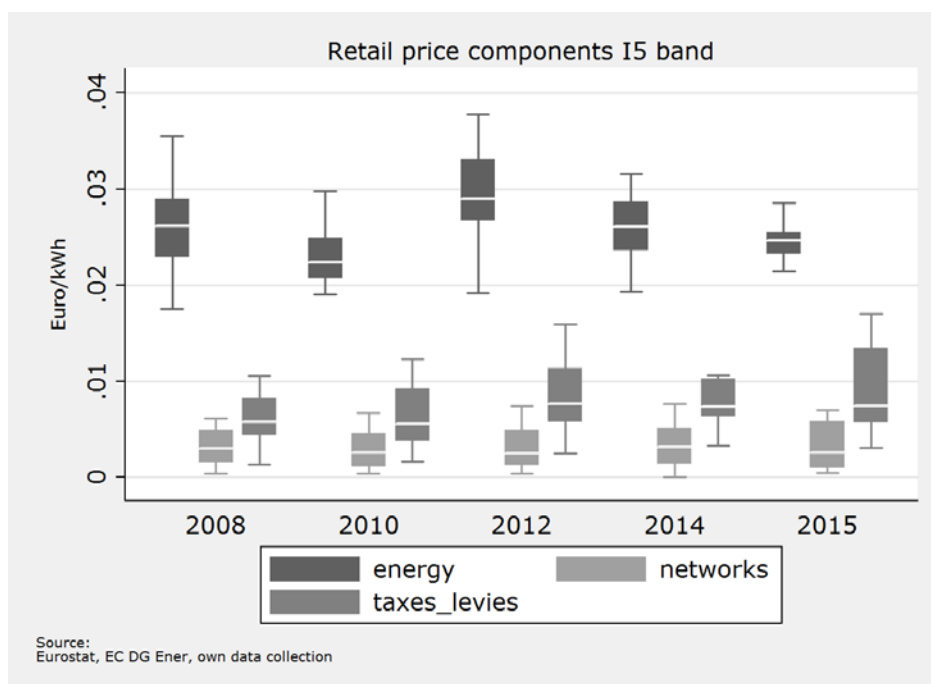 Retail price components I5 band
Euro/kWh
.04
.03
.02
.01
0
2008 2010 2012 2014 2015
energy networks
taxes_levies
Source:
Eurostat, EC DG Ener, own data collection